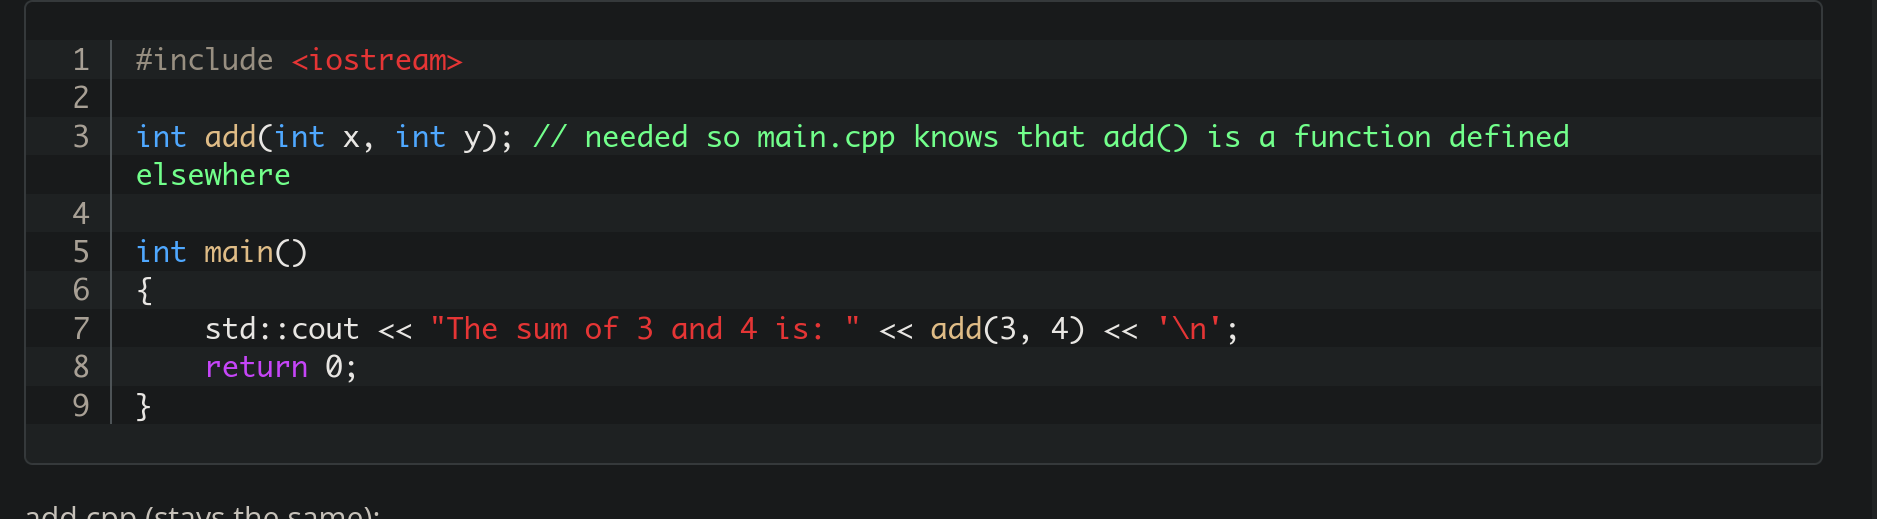 1 #include <iostream>
2
3 int add(int x, int y); // needed so main.cpp knows that add() is a function defined
elsewhere
4
5 int main()
6 {
7     std::cout << "The sum of 3 and 4 is: " << add(3, 4) << '\n';
8     return 0;
9 }
add.cpp (stays the same):